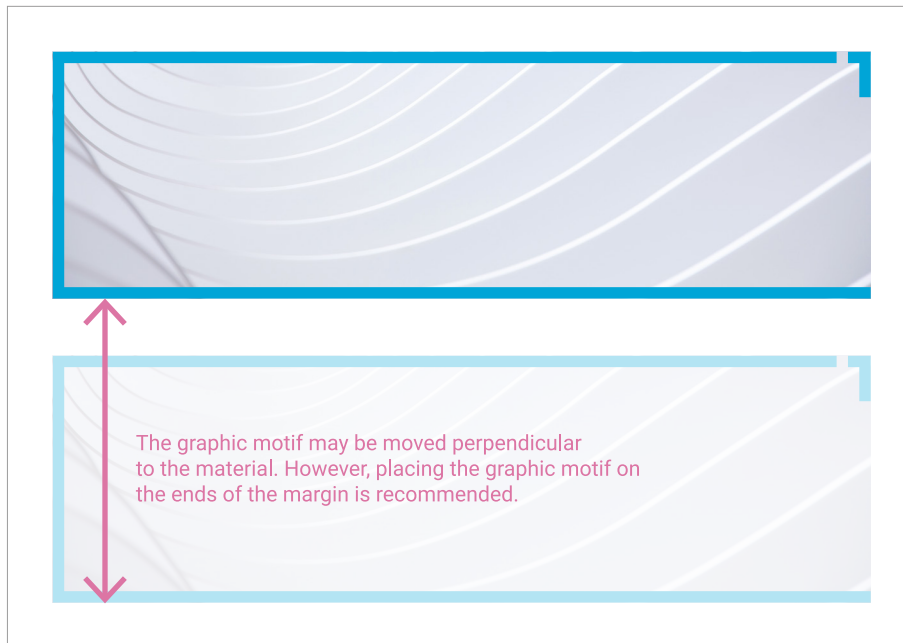 The graphic motif may be moved perpendicular
to the material. However, placing the graphic motif on
the ends of the margin is recommended.